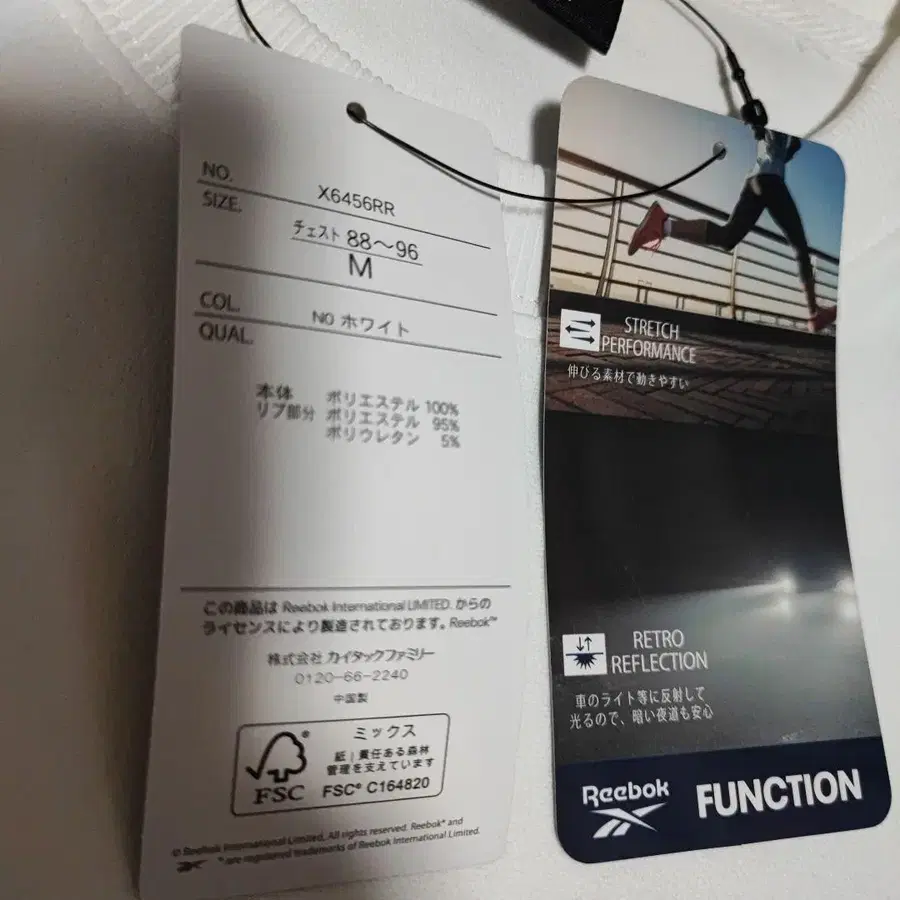 NO.
X6456RR
SIZE.
チェスト 88〜96
M
COL.
N0 ホワイト
QUAL.
本体 ポリエステル 100%
リブ部分 ポリエステル 95%
ポリウレタン 5%
この商品は Reebok International LIMITED. からの
ライセンスにより製造されております。Reebok™
株式会社 カイタックファミリー
0120-66-2240
中国製
FSC
ミックス
紙 | 責任ある森林
管理を支えています
FSC® C164820
© Reebok International Limited. All rights reserved. Reebok® and
® are registered trademarks of Reebok International Limited.
STRETCH
PERFORMANCE
伸びる素材で動きやすい
RETRO
REFLECTION
車のライト等に反射して
光るので、暗い夜道も安心
Reebok
FUNCTION